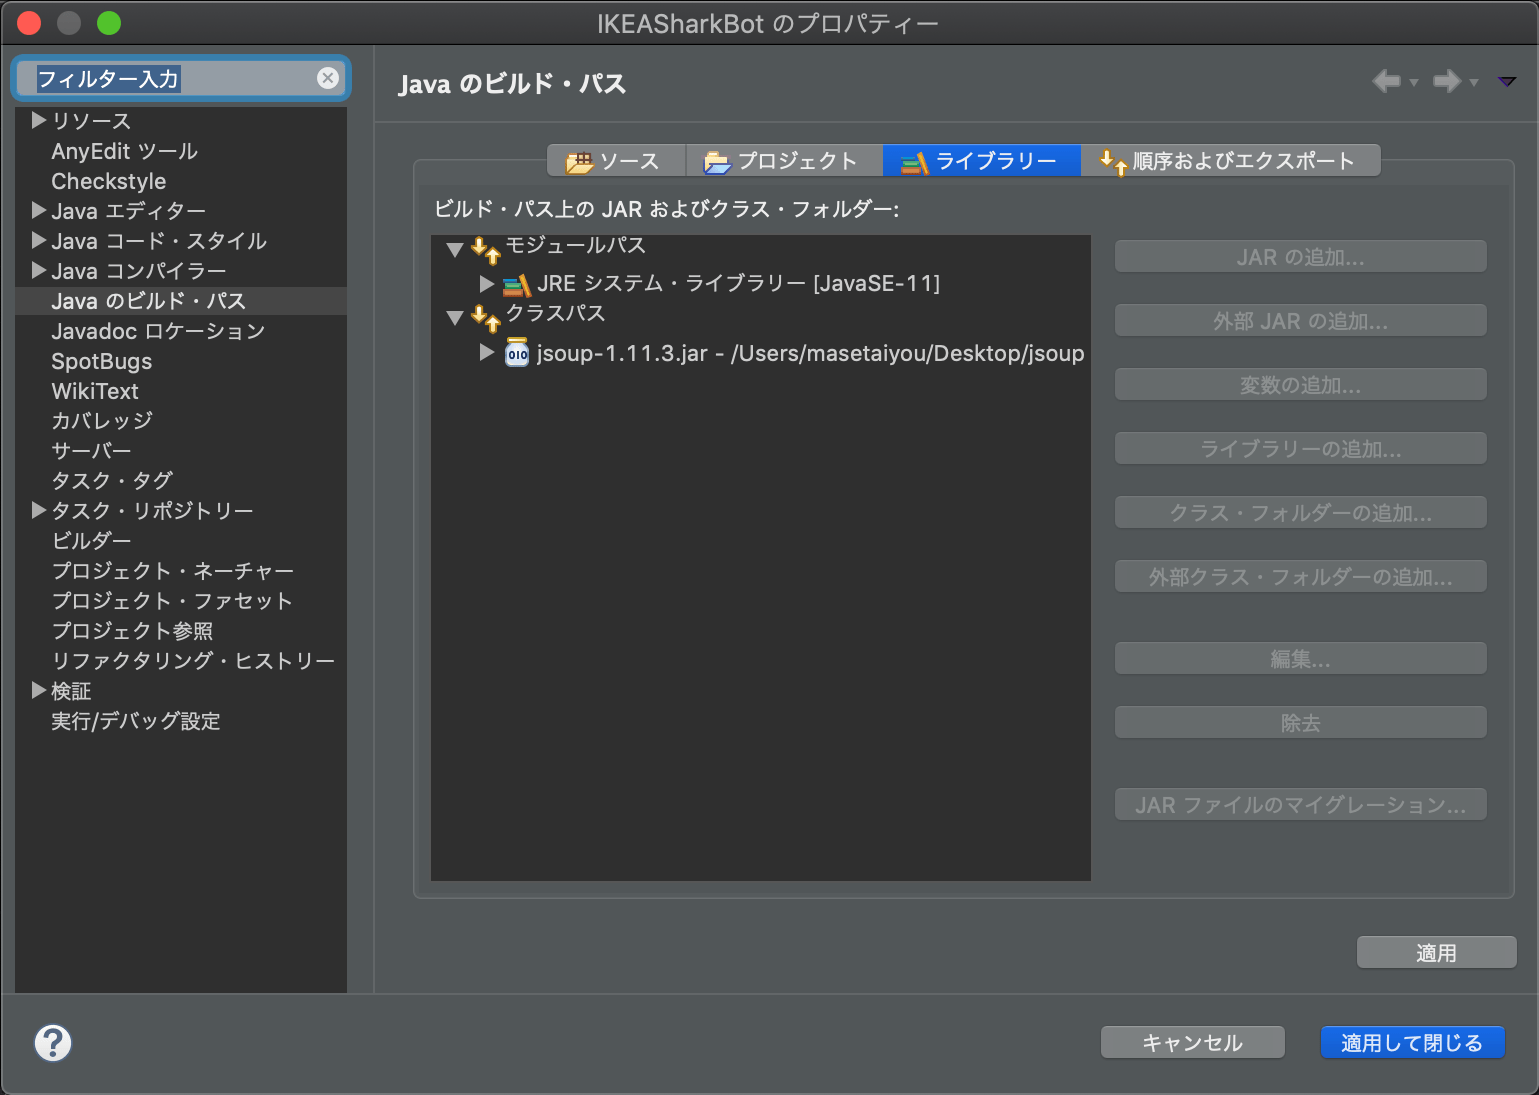 IKEASharkBot のプロパティー
フィルター入力
リソース
AnyEdit ツール
Checkstyle
Java エディター
Java コード・スタイル
Java コンパイラー
Java のビルド・パス
Javadoc ロケーション
SpotBugs
WikiText
カバレッジ
サーバー
タスク・タグ
タスク・リポジトリー
ビルダー
プロジェクト・ネーチャー
プロジェクト・ファセット
プロジェクト参照
リファクタリング・ヒストリー
検証
実行/デバッグ設定
Java のビルド・パス
ソース
プロジェクト
ライブラリー
順序およびエクスポート
ビルド・パス上の JAR およびクラス・フォルダー:
モジュールパス
JRE システム・ライブラリー [JavaSE-11]
クラスパス
010 jsoup-1.11.3.jar - /Users/masetaiyou/Desktop/jsoup
JAR の追加...
外部 JAR の追加...
変数の追加...
ライブラリーの追加...
クラス・フォルダーの追加...
外部クラス・フォルダーの追加...
編集...
除去
JAR ファイルのマイグレーション...
適用
?
キャンセル
適用して閉じる